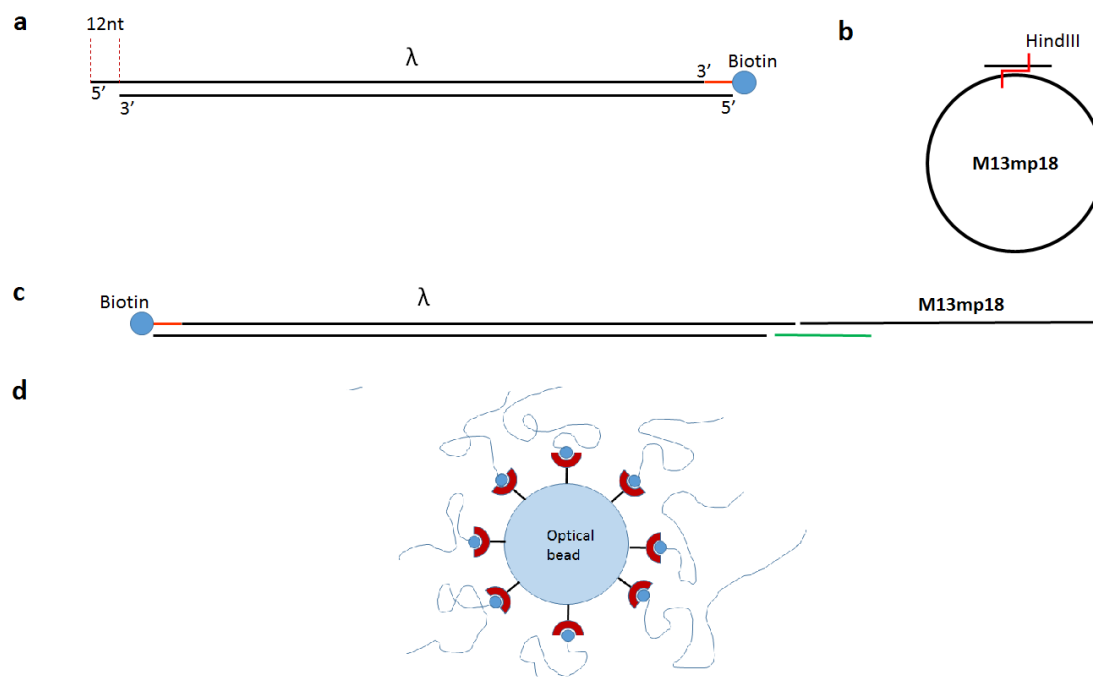 a
12nt
λ
3’
Biotin
5’
3’
5’
b
HindIII
M13mp18
c
Biotin
λ
M13mp18
d
Optical
bead